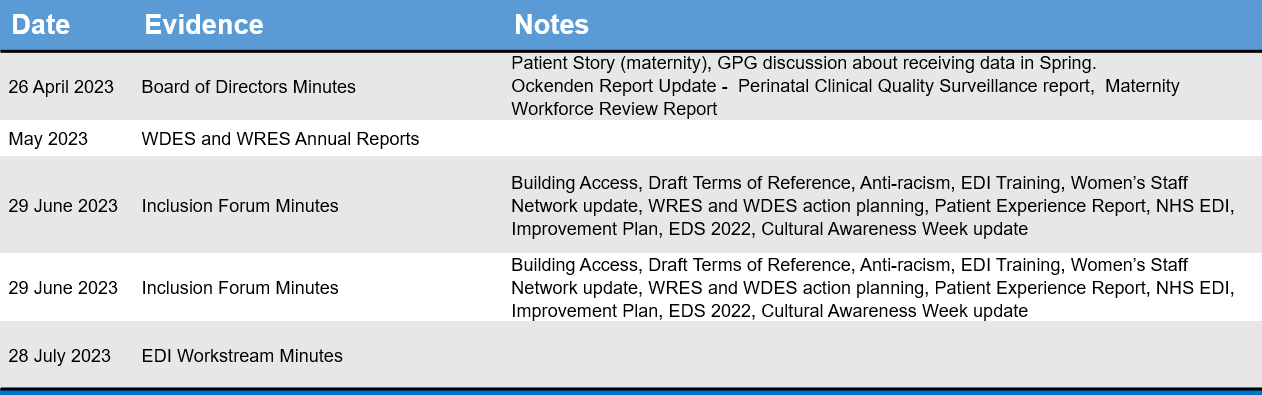 Date Evidence Notes
26 April 2023 Board of Directors Minutes Patient Story (maternity), GPG discussion about receiving data in Spring.
Ockenden Report Update -  Perinatal Clinical Quality Surveillance report,  Maternity
Workforce Review Report
May 2023 WDES and WRES Annual Reports
29 June 2023 Inclusion Forum Minutes Building Access, Draft Terms of Reference, Anti-racism, EDI Training, Women’s Staff
Network update, WRES and WDES action planning, Patient Experience Report, NHS EDI,
Improvement Plan, EDS 2022, Cultural Awareness Week update
29 June 2023 Inclusion Forum Minutes Building Access, Draft Terms of Reference, Anti-racism, EDI Training, Women’s Staff
Network update, WRES and WDES action planning, Patient Experience Report, NHS EDI,
Improvement Plan, EDS 2022, Cultural Awareness Week update
28 July 2023 EDI Workstream Minutes